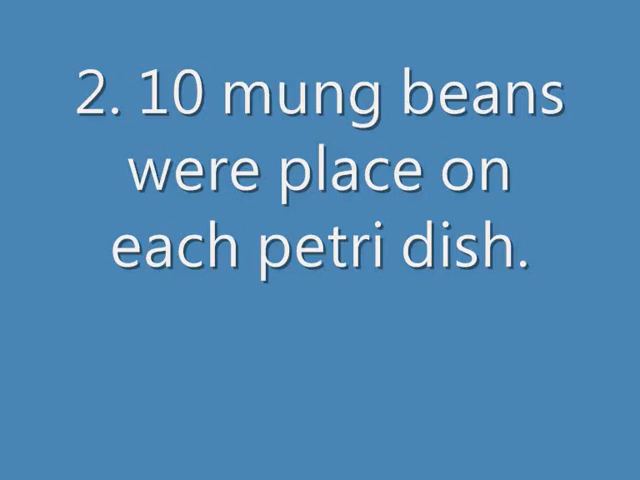 2. 10 mung beans
were place on
each petri dish.